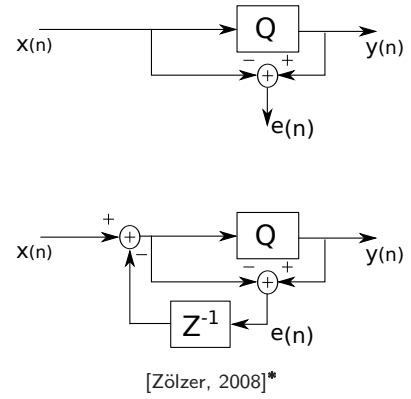 Q
x(n)
y(n)
− +
+
e(n)
+
+
−
Q
x(n)
y(n)
− +
+
Z-1
e(n)
[Zölzer, 2008]*